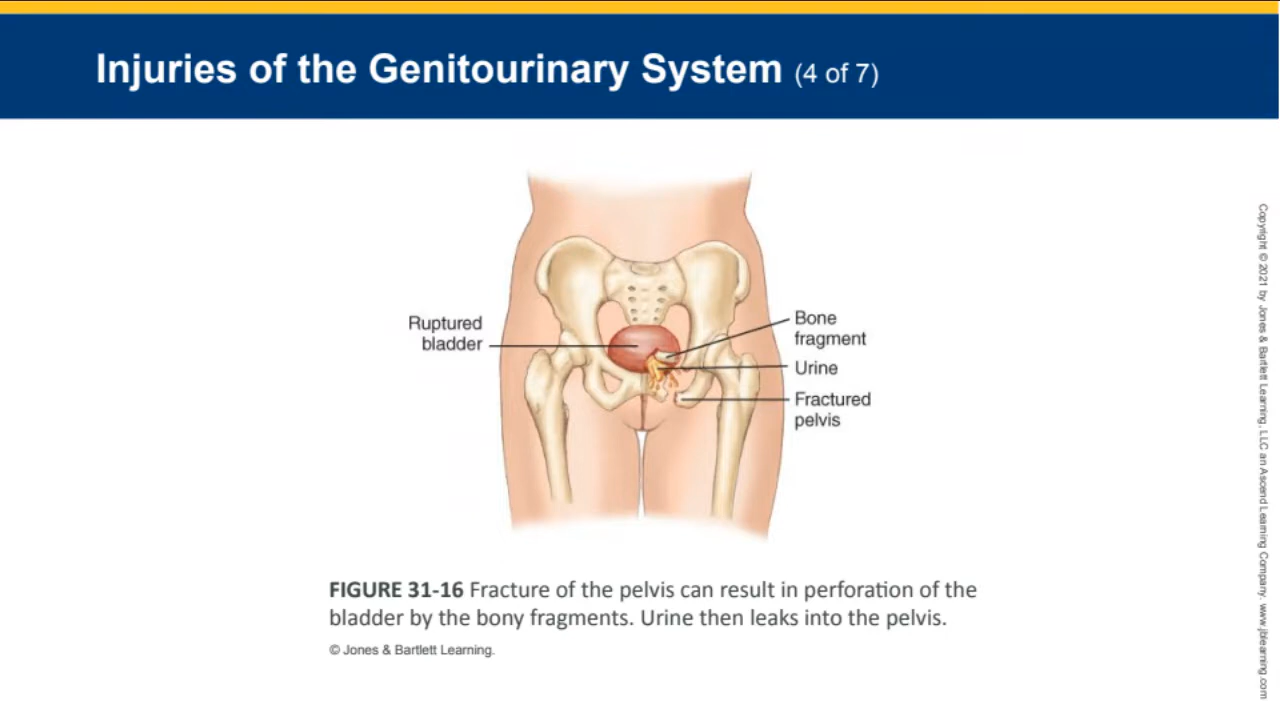 Injuries of the Genitourinary System (4 of 7)
Ruptured
bladder
Bone
fragment
Urine
Fractured
pelvis
FIGURE 31-16 Fracture of the pelvis can result in perforation of the
bladder by the bony fragments. Urine then leaks into the pelvis.
© Jones & Bartlett Learning.
Copyright © 2021 by Jones & Bartlett Learning, LLC an Ascend Learning Company. www.jblearning.com